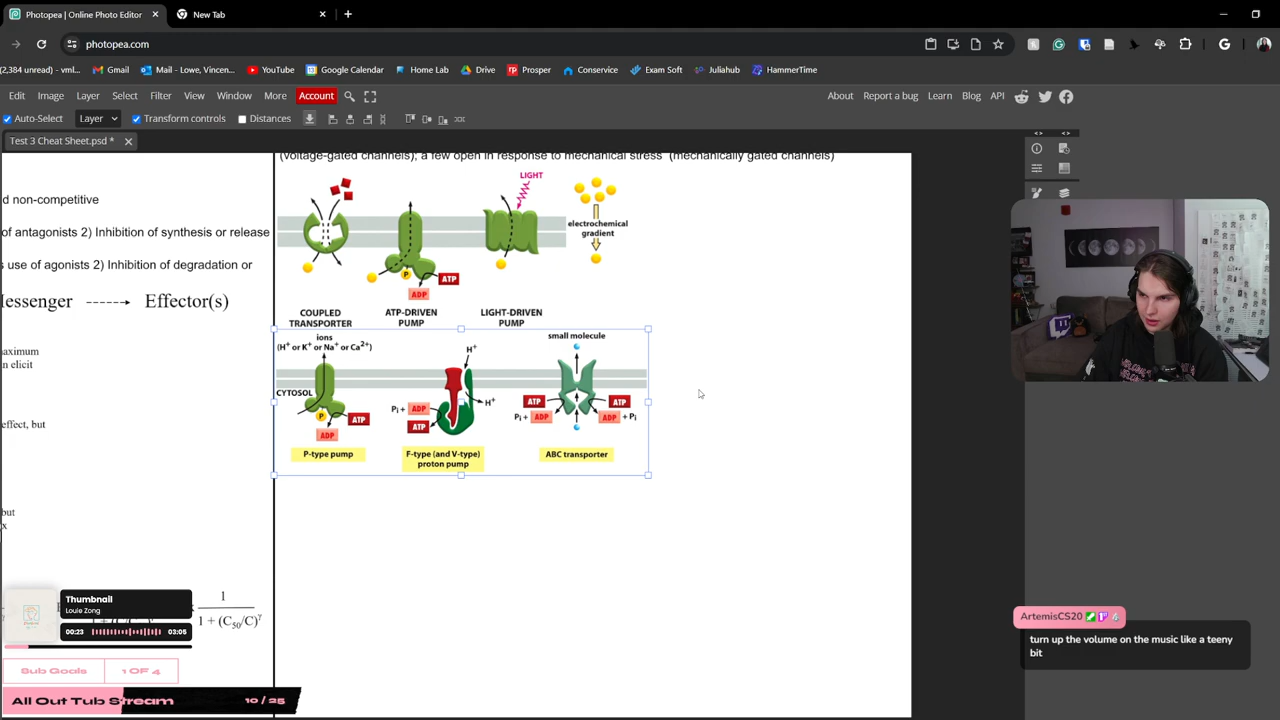 Photopea | Online Photo Editor
New Tab
photopea.com
(2,384 unread) - vml...
Gmail
Mail - Lowe, Vincen...
YouTube
Google Calendar
Home Lab
Drive
Prosper
Conservice
Exam Soft
Juliahub
HammerTime
Edit Image Layer Select Filter View Window More Account
About Report a bug Learn Blog API
Auto-Select
Layer
Transform controls
Distances
Test 3 Cheat Sheet.psd *
(voltage-gated channels); a few open in response to mechanical stress (mechanically gated channels)
d non-competitive
of antagonists 2) Inhibition of synthesis or release
s use of agonists 2) Inhibition of degradation or
essenger -----> Effector(s)
aximum
n elicit
effect, but
but
x
1
1 + (C50/C)γ
LIGHT
electrochemical
gradient
P
ATP
ADP
COUPLED
TRANSPORTER
ATP-DRIVEN
PUMP
LIGHT-DRIVEN
PUMP
ions
(H+ or K+ or Na+ or Ca2+)
CYTOSOL
P
ATP
ADP
P-type pump
H+
H+
Pi + ADP
ATP
F-type (and V-type)
proton pump
small molecule
ATP
ATP
Pi + ADP
ADP + Pi
ABC transporter
Thumbnail
Louie Zong
00:23
03:05
Sub Goals
1 OF 4
All Out Tub Stream
10 / 25
ArtemisCS20
turn up the volume on the music like a teeny
bit